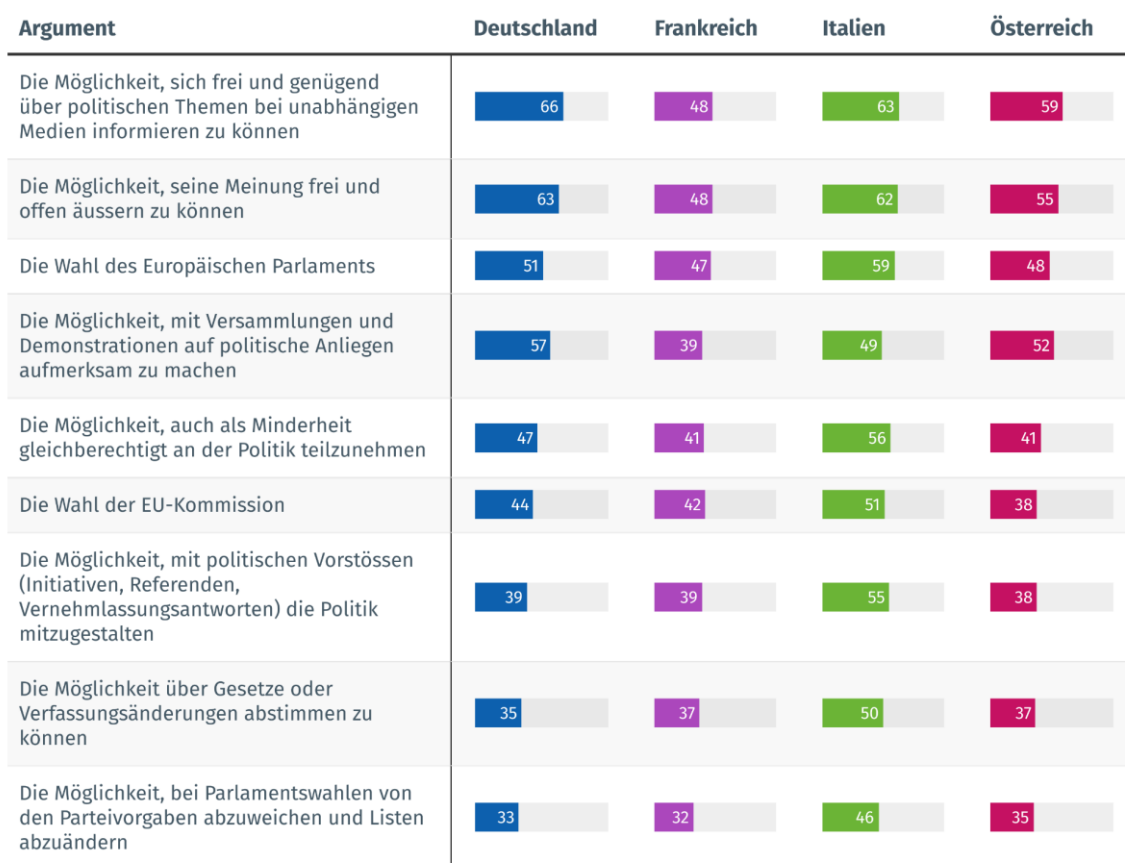 Argument Deutschland Frankreich Italien Österreich
Die Möglichkeit, sich frei und genügend
über politischen Themen bei unabhängigen
Medien informieren zu können
66 48 63 59
Die Möglichkeit, seine Meinung frei und
offen äussern zu können
63 48 62 55
Die Wahl des Europäischen Parlaments 51 47 59 48
Die Möglichkeit, mit Versammlungen und
Demonstrationen auf politische Anliegen
aufmerksam zu machen
57 39 49 52
Die Möglichkeit, auch als Minderheit
gleichberechtigt an der Politik teilzunehmen
47 41 56 41
Die Wahl der EU-Kommission 44 42 51 38
Die Möglichkeit, mit politischen Vorstössen
(Initiativen, Referenden,
Vernehmlassungsantworten) die Politik
mitzugestalten
39 39 55 38
Die Möglichkeit über Gesetze oder
Verfassungsänderungen abstimmen zu
können
35 37 50 37
Die Möglichkeit, bei Parlamentswahlen von
den Parteivorgaben abzuweichen und Listen
abzuändern
33 32 46 35